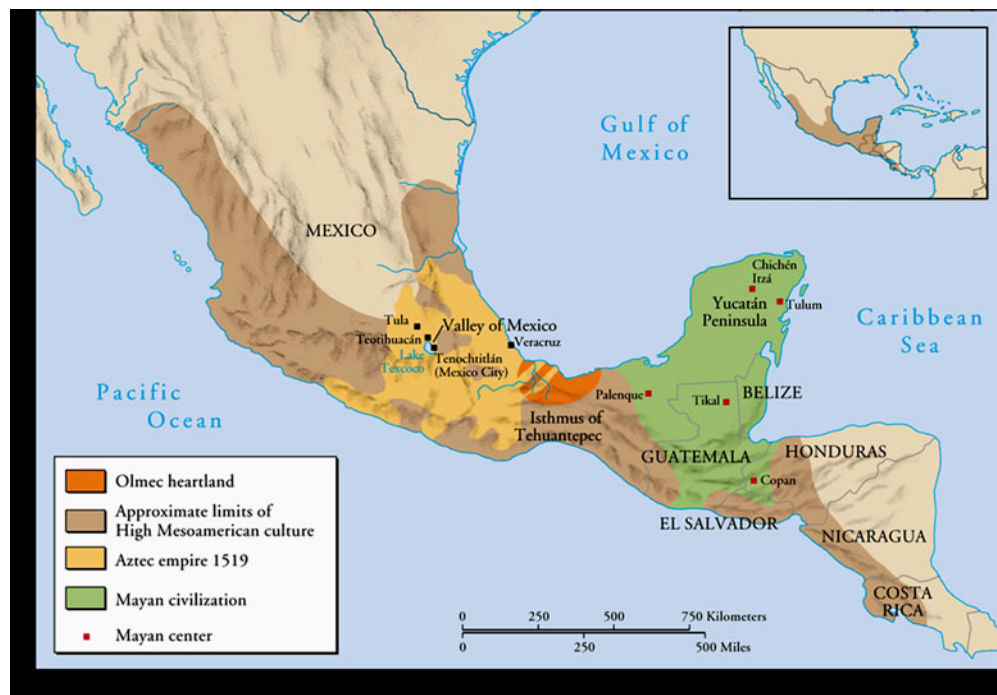 Gulf of
Mexico
MEXICO
Chichén
Itzá
Yucatán
Peninsula
Tulum
Caribbean
Sea
Tula
Valley of Mexico
Teotihuacán
Lake
Texcoco
Tenochtitlán
(Mexico City)
Veracruz
Pacific
Ocean
Palenque
Tikal
BELIZE
Isthmus of
Tehuantepec
GUATEMALA
HONDURAS
Copan
EL SALVADOR
NICARAGUA
COSTA
RICA
Olmec heartland
Approximate limits of
High Mesoamerican culture
Aztec empire 1519
Mayan civilization
Mayan center
0 250 500 750 Kilometers
0 250 500 Miles